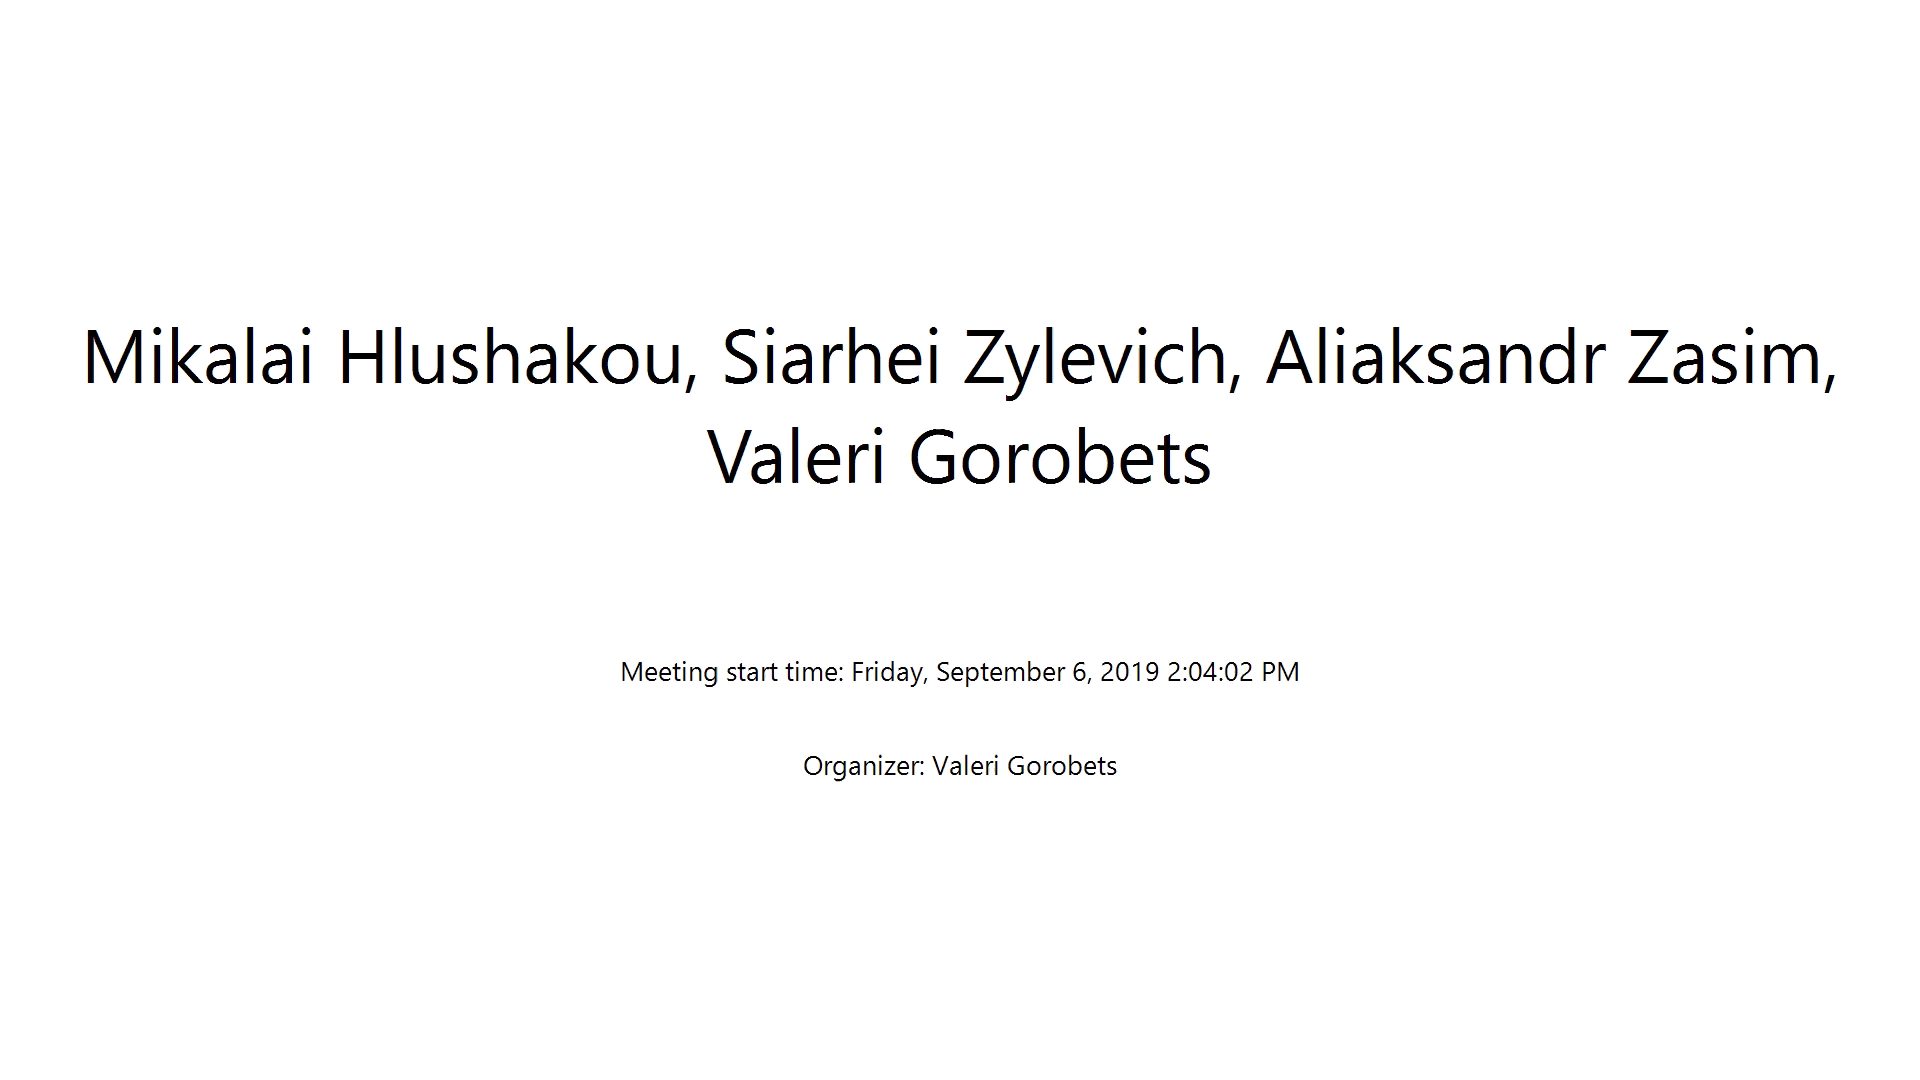 Mikalai Hlushakou, Siarhei Zylevich, Aliaksandr Zasim,
Valeri Gorobets
Meeting start time: Friday, September 6, 2019 2:04:02 PM
Organizer: Valeri Gorobets